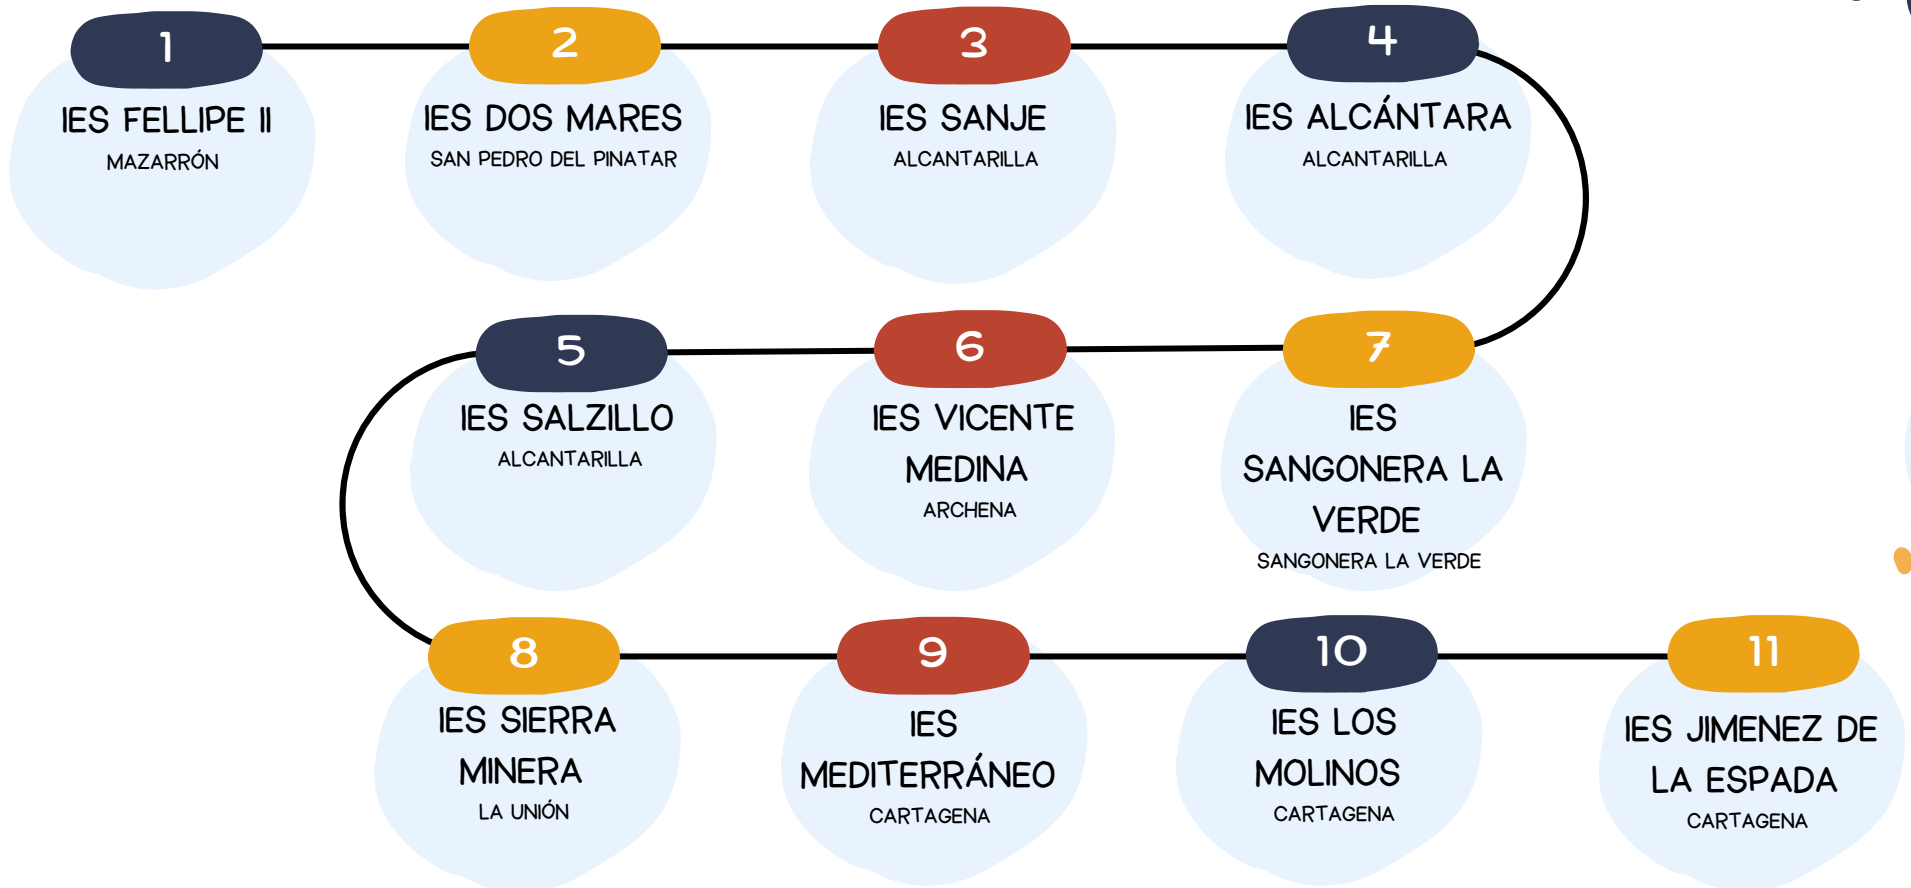 1
IES FELLIPE II
MAZARRÓN
2
IES DOS MARES
SAN PEDRO DEL PINATAR
3
IES SANJE
ALCANTARILLA
4
IES ALCÁNTARA
ALCANTARILLA
5
IES SALZILLO
ALCANTARILLA
6
IES VICENTE
MEDINA
ARCHENA
7
IES
SANGONERA LA
VERDE
SANGONERA LA VERDE
8
IES SIERRA
MINERA
LA UNIÓN
9
IES
MEDITERRÁNEO
CARTAGENA
10
IES LOS
MOLINOS
CARTAGENA
11
IES JIMENEZ DE
LA ESPADA
CARTAGENA